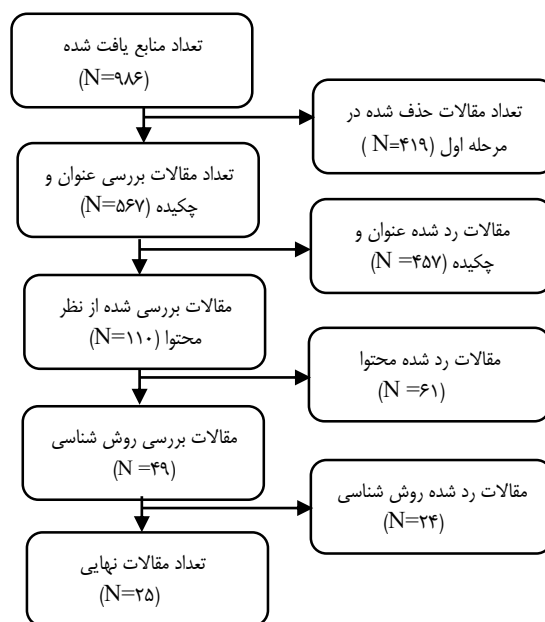 تعداد منابع یافت شده
(N=۹۸۶)
تعداد مقالات حذف شده در
مرحله اول (N=۴۱۹ )
تعداد مقالات بررسی عنوان و
چکیده (N=۵۶۷)
مقالات رد شده عنوان و
چکیده (N =۴۵۷)
مقالات بررسی شده از نظر
محتوا (N=۱۱۰)
مقالات رد شده محتوا
(N =۶۱)
مقالات بررسی روش شناسی
(N =۴۹)
مقالات رد شده روش شناسی
(N=۲۴)
تعداد مقالات نهایی
(N=۲۵)